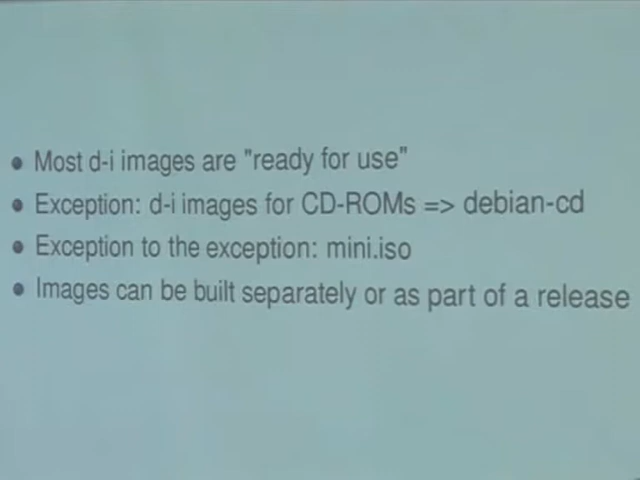 • Most d-i images are "ready for use"
• Exception: d-i images for CD-ROMs => debian-cd
• Exception to the exception: mini.iso
• Images can be built separately or as part of a release